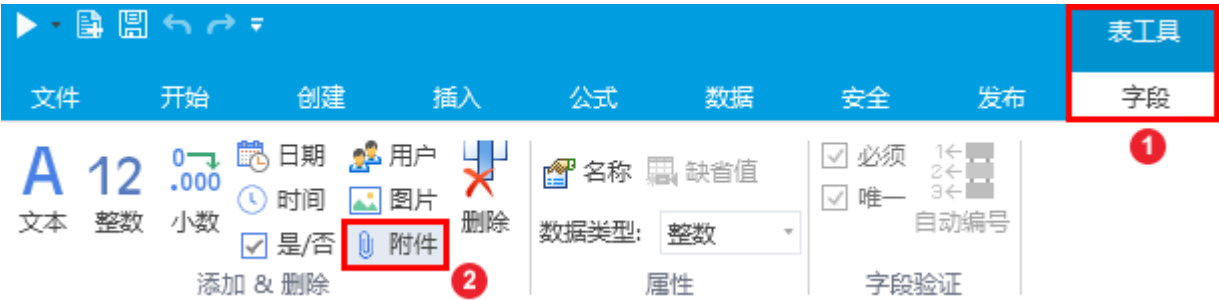 表工具
文件 开始 创建 插入 公式 数据 安全 发布 字段
1
A 12 0 .000 日期 用户 名称 缺省值 必须 1 2 3
文本 整数 小数 时间 图片 删除 数据类型: 整数 唯一 自动编号
是/否 附件
添加 & 删除 2 属性 字段验证